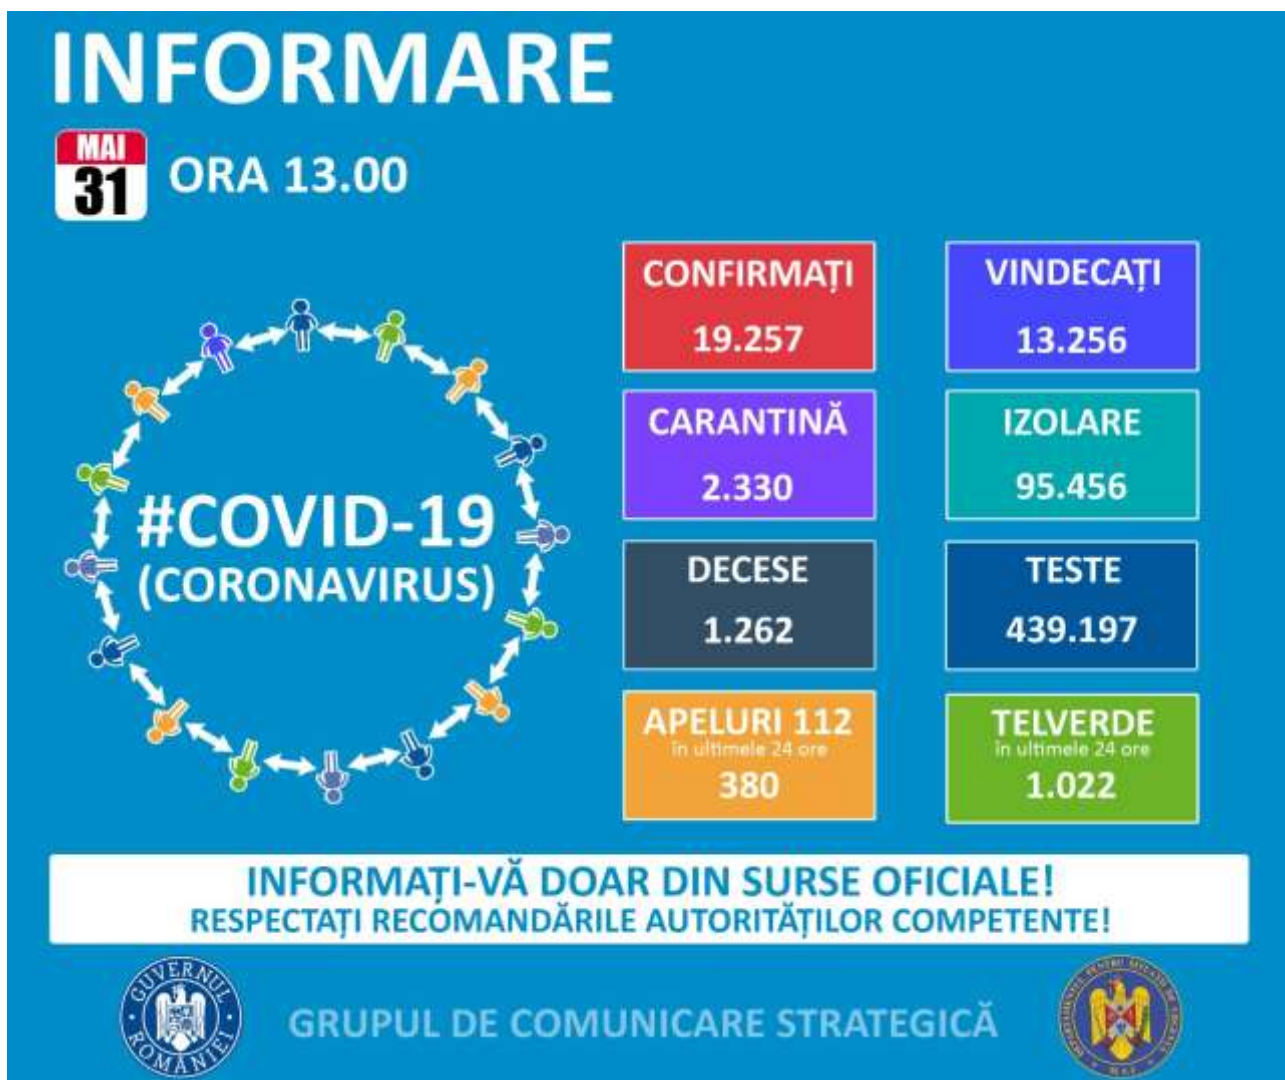 INFORMARE
MAI
31
ORA 13.00
CONFIRMAȚI
19.257
VINDECAȚI
13.256
CARANTINĂ
2.330
IZOLARE
95.456
#COVID-19
(CORONAVIRUS)
DECESE
1.262
TESTE
439.197
APELURI 112
în ultimele 24 ore
380
TELVERDE
în ultimele 24 ore
1.022
INFORMAȚI-VĂ DOAR DIN SURSE OFICIALE!
RESPECTAȚI RECOMANDĂRILE AUTORITĂȚILOR COMPETENTE!
GUVERNUL
ROMÂNIEI
GRUPUL DE COMUNICARE STRATEGICĂ